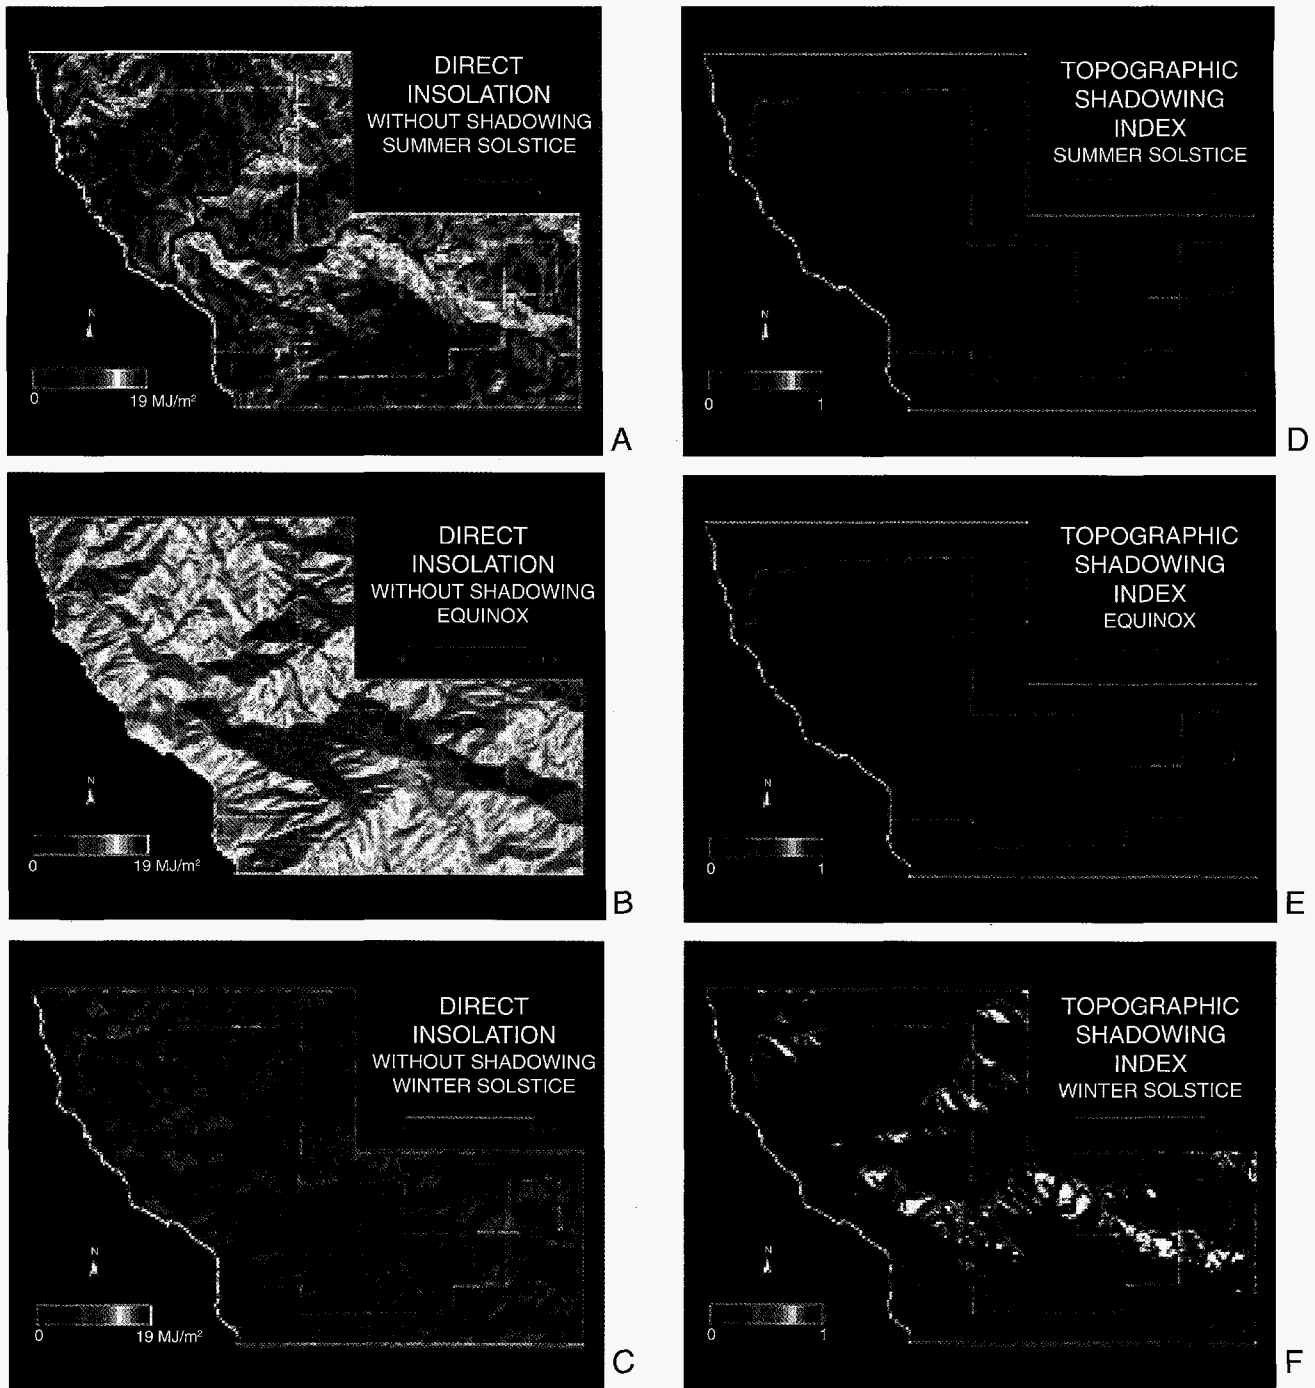 DIRECT
INSOLATION
WITHOUT SHADOWING
SUMMER SOLSTICE
N
0 19 MJ/m²
A
TOPOGRAPHIC
SHADOWING
INDEX
SUMMER SOLSTICE
N
0 1
D
DIRECT
INSOLATION
WITHOUT SHADOWING
EQUINOX
N
0 19 MJ/m²
B
TOPOGRAPHIC
SHADOWING
INDEX
EQUINOX
N
0 1
E
DIRECT
INSOLATION
WITHOUT SHADOWING
WINTER SOLSTICE
N
0 19 MJ/m²
C
TOPOGRAPHIC
SHADOWING
INDEX
WINTER SOLSTICE
N
0 1
F